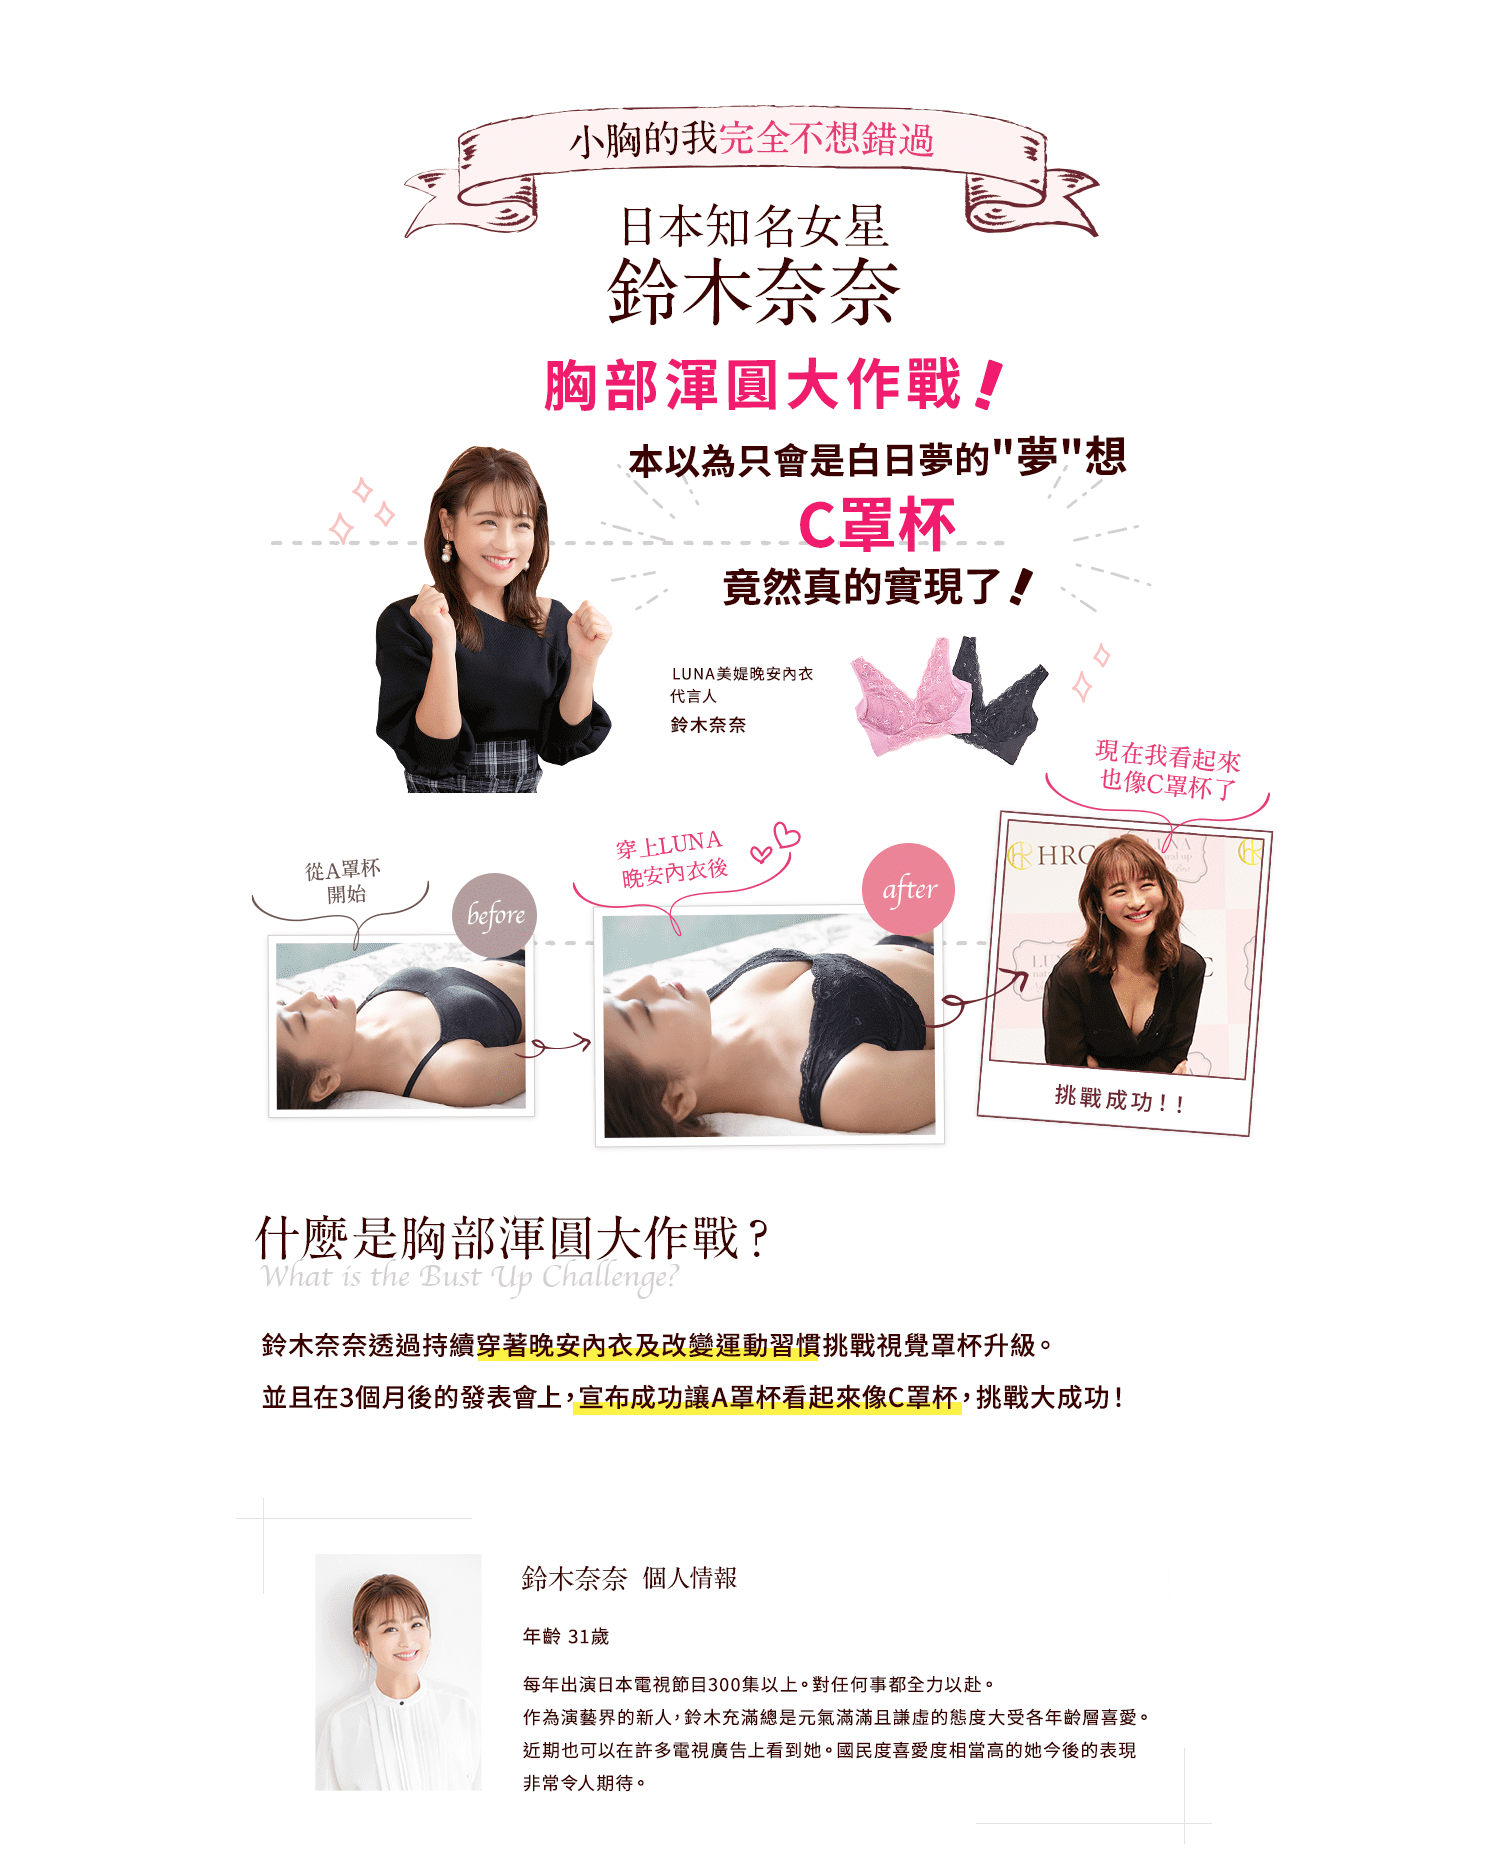 小胸的我完全不想錯過
日本知名女星
鈴木奈奈
胸部渾圓大作戰！
本以為只會是白日夢的"夢"想
C罩杯
竟然真的實現了！
LUNA美媞晚安內衣
代言人
鈴木奈奈
現在我看起來
也像C罩杯了
穿上LUNA
晚安內衣後
從A罩杯
開始
before
after
HRC
挑戰成功！！
什麼是胸部渾圓大作戰？
What is the Bust Up Challenge?
鈴木奈奈透過持續穿著晚安內衣及改變運動習慣挑戰視覺罩杯升級。
並且在3個月後的發表會上，宣布成功讓A罩杯看起來像C罩杯，挑戰大成功！
鈴木奈奈 個人情報
年齡 31歲
每年出演日本電視節目300集以上。對任何事都全力以赴。
作為演藝界的新人，鈴木充滿總是元氣滿滿且謙虛的態度大受各年齡層喜愛。
近期也可以在許多電視廣告上看到她。國民度喜愛度相當高的她今後的表現
非常令人期待。